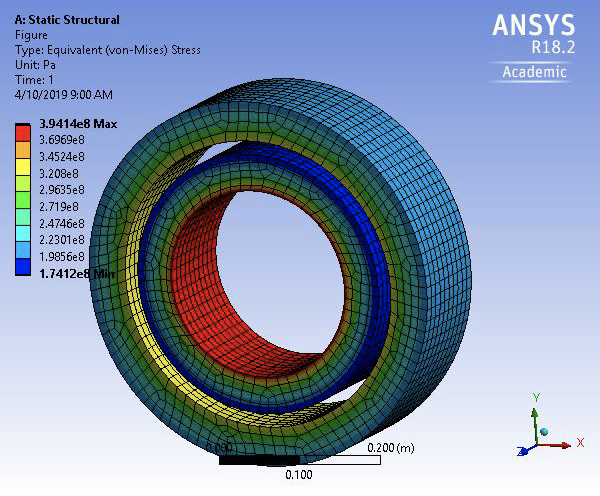 A: Static Structural
Figure
Type: Equivalent (von-Mises) Stress
Unit: Pa
Time: 1
4/10/2019 9:00 AM
ANSYS
R18.2
Academic
3.9414e8 Max
3.6969e8
3.4524e8
3.208e8
2.9635e8
2.719e8
2.4746e8
2.2301e8
1.9856e8
1.7412e8 Min
Y
X
Z
0.200 (m)
0.100